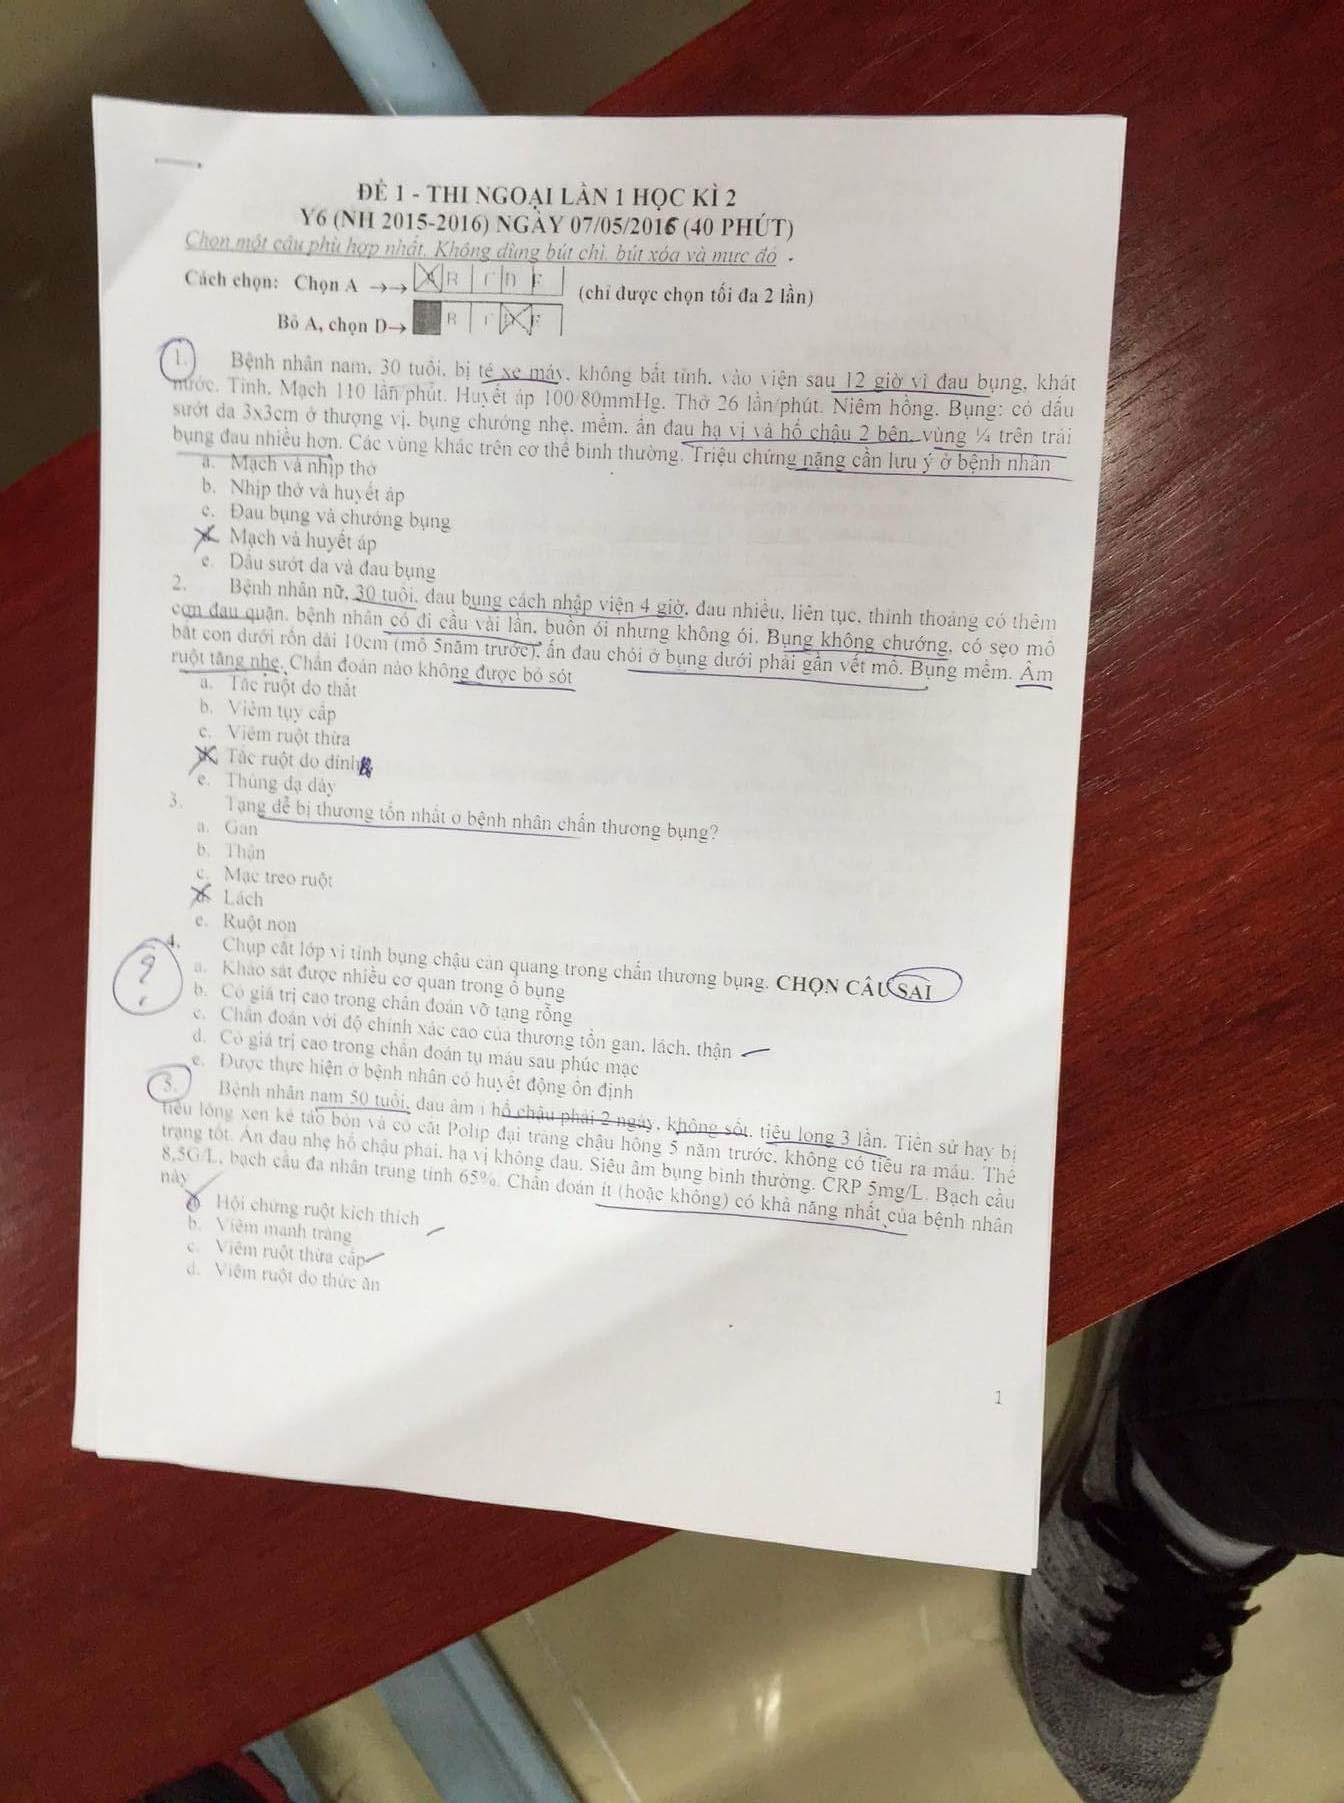 ĐỀ 1 - THI NGOẠI LẦN 1 HỌC KÌ 2
Y6 (NH 2015-2016) NGÀY 07/05/2016 (40 PHÚT)
Chọn một câu phù hợp nhất. Không dùng bút chì, bút xóa và mực đỏ
Cách chọn: Chọn A →→ A B C D E (chỉ được chọn tối đa 2 lần)
Bỏ A, chọn D→ B C D E
1. Bệnh nhân nam, 30 tuổi, bị té xe máy, không bất tỉnh, vào viện sau 12 giờ vì đau bụng, khát
nước. Tỉnh, Mạch 110 lần/phút. Huyết áp 100/80mmHg. Thở 26 lần/phút. Niêm hồng. Bụng: có dấu
sướt da 3x3cm ở thượng vị, bụng chướng nhẹ, mềm, ấn đau hạ vị và hố chậu 2 bên, vùng ¼ trên trái
bụng đau nhiều hơn. Các vùng khác trên cơ thể bình thường. Triệu chứng nặng cần lưu ý ở bệnh nhân
a. Mạch và nhịp thở
b. Nhịp thở và huyết áp
c. Đau bụng và chướng bụng
d. Mạch và huyết áp
e. Dấu sướt da và đau bụng
2. Bệnh nhân nữ, 30 tuổi, đau bụng cách nhập viện 4 giờ, đau nhiều, liên tục, thỉnh thoảng có thêm
cơn đau quặn, bệnh nhân có đi cầu vài lần, buồn ói nhưng không ói. Bụng không chướng, có sẹo mổ
bắt con dưới rốn dài 10cm (mổ 5năm trước), ấn đau chói ở bụng dưới phải gần vết mổ. Bụng mềm. Âm
ruột tăng nhẹ. Chẩn đoán nào không được bỏ sót
a. Tắc ruột do thắt
b. Viêm tụy cấp
c. Viêm ruột thừa
d. Tắc ruột do dính
e. Thủng dạ dày
3. Tạng dễ bị thương tổn nhất ơ bệnh nhân chấn thương bụng?
a. Gan
b. Thận
c. Mạc treo ruột
d. Lách
e. Ruột non
4. Chụp cắt lớp vi tính bụng chậu cản quang trong chấn thương bụng. CHỌN CÂU SAI
?
a. Khảo sát được nhiều cơ quan trong ổ bụng
b. Có giá trị cao trong chẩn đoán vỡ tạng rỗng
c. Chẩn đoán với độ chính xác cao của thương tổn gan, lách, thận
d. Có giá trị cao trong chẩn đoán tụ máu sau phúc mạc
e. Được thực hiện ở bệnh nhân có huyết động ổn định
5. Bệnh nhân nam 50 tuổi, đau âm ỉ hố chậu phải 2 ngày, không sốt, tiêu lỏng 3 lần. Tiền sử hay bị
tiêu lỏng xen kẽ táo bón và có cắt Polip đại tràng chậu hông 5 năm trước, không có tiêu ra máu. Thể
trạng tốt. Ấn đau nhẹ hố chậu phải, hạ vị không đau. Siêu âm bụng bình thường. CRP 5mg/L. Bạch cầu
8,5G/L, bạch cầu đa nhân trung tính 65%. Chẩn đoán ít (hoặc không) có khả năng nhất của bệnh nhân
này
a. Hội chứng ruột kích thích
b. Viêm manh tràng
c. Viêm ruột thừa cấp
d. Viêm ruột do thức ăn
1